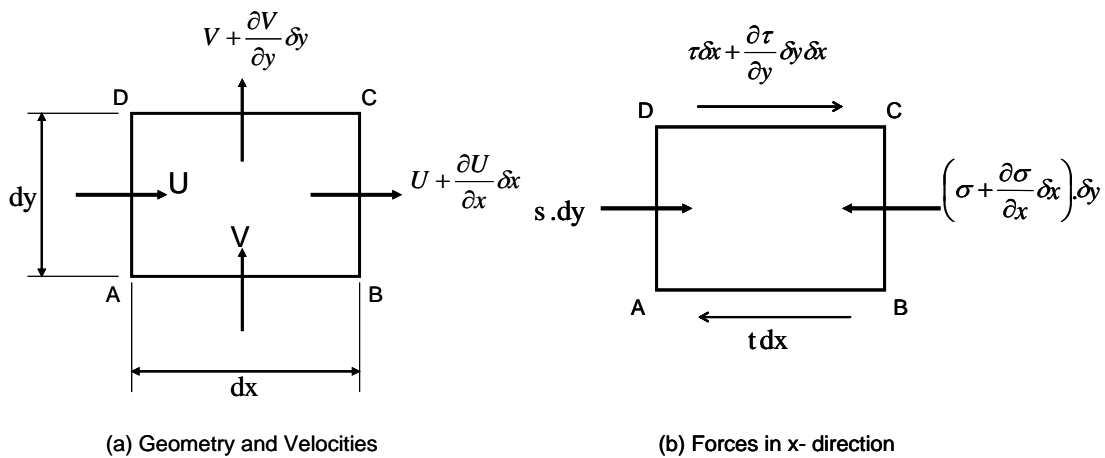 V + ∂V/∂y δy
D
C
dy
U
U + ∂U/∂x δx
V
A
B
dx
(a) Geometry and Velocities
τδx + ∂τ/∂y δyδx
D
C
s .dy
(σ + ∂σ/∂x δx).δy
A
B
t dx
(b) Forces in x- direction